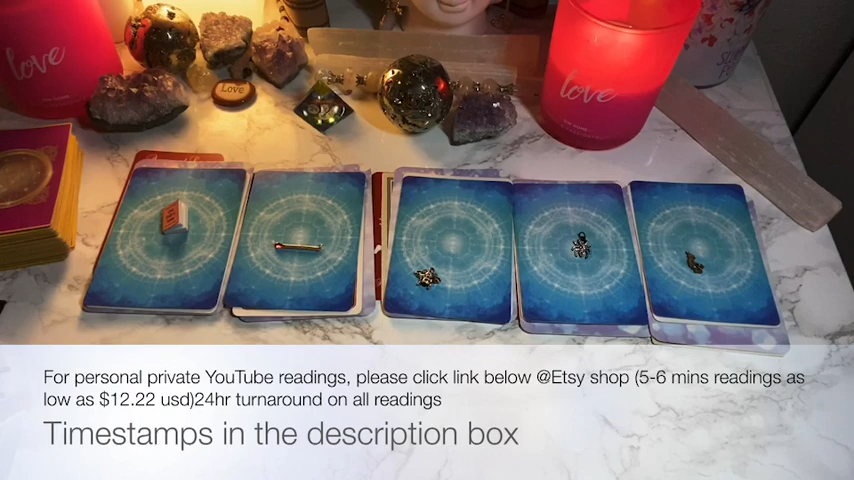 love
Love
love
For personal private YouTube readings, please click link below @Etsy shop (5-6 mins readings as
low as $12.22 usd)24hr turnaround on all readings
Timestamps in the description box